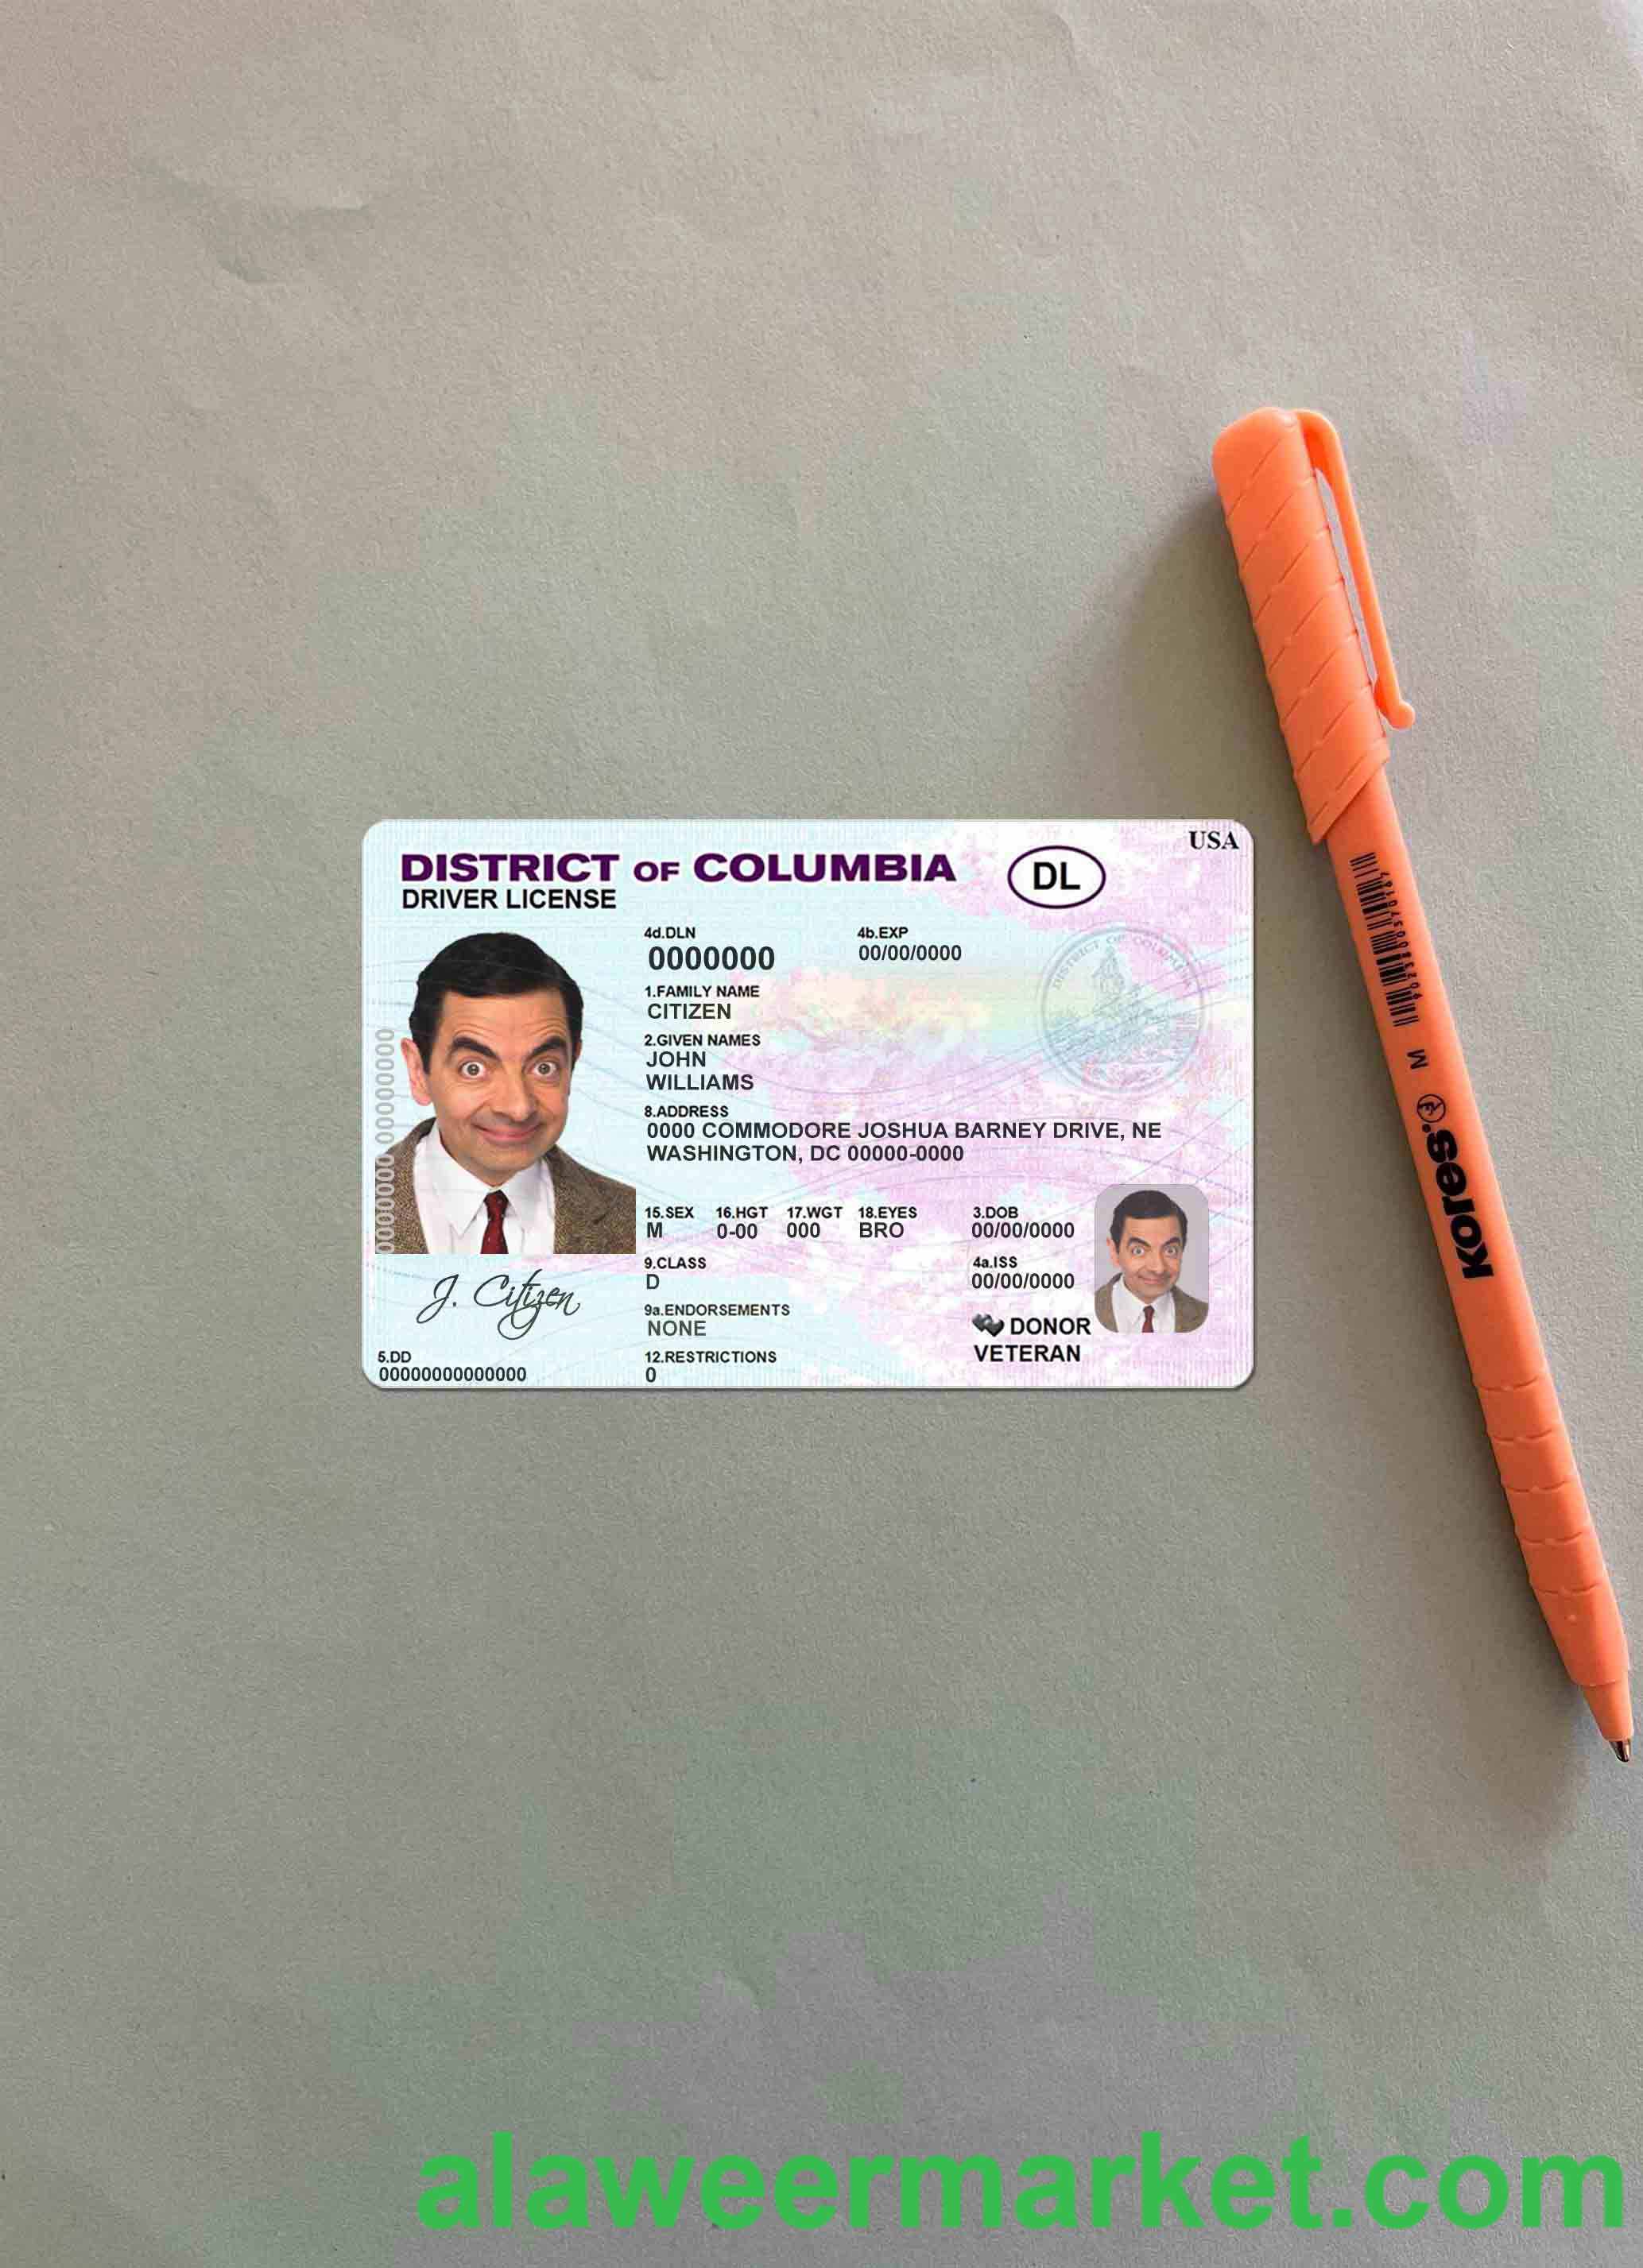 USA
DISTRICT OF COLUMBIA
DL
DRIVER LICENSE
4d.DLN
0000000
4b.EXP
00/00/0000
DISTRICT OF COLUMBIA
1.FAMILY NAME
CITIZEN
2.GIVEN NAMES
JOHN
WILLIAMS
8.ADDRESS
0000 COMMODORE JOSHUA BARNEY DRIVE, NE
WASHINGTON, DC 00000-0000
15.SEX 16.HGT 17.WGT 18.EYES 3.DOB
M 0-00 000 BRO 00/00/0000
9.CLASS
D
4a.ISS
00/00/0000
9a.ENDORSEMENTS
NONE
DONOR
VETERAN
J. Citizen
5.DD
00000000000000
12.RESTRICTIONS
0
M
Kores
alaweermarket.com